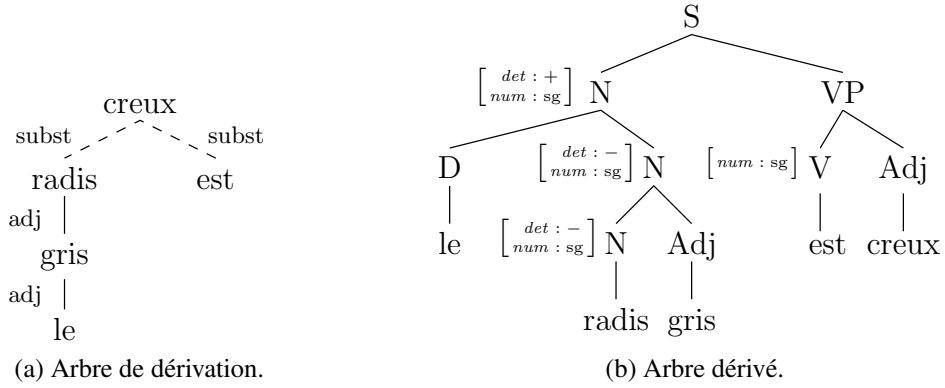 S
[det : +
num : sg] N
VP
creux
subst
subst
radis
est
D
[det : −
num : sg] N
[num : sg] V
Adj
adj
gris
le
[det : −
num : sg] N
Adj
est
creux
adj
le
radis
gris
(a) Arbre de dérivation.
(b) Arbre dérivé.